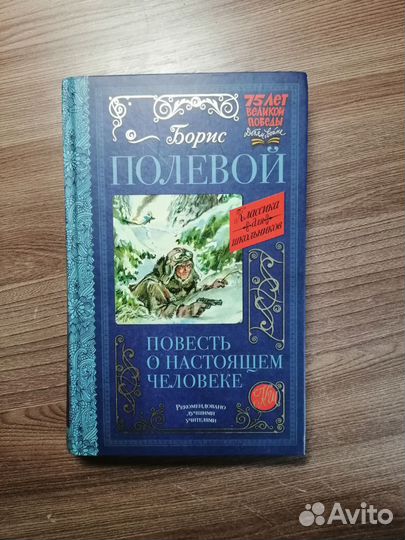 75 ЛЕТ
ВЕЛИКОЙ
ПОБЕДЫ
Борис
ПОЛЕВОЙ
Классика
для
школьников
ПОВЕСТЬ
О НАСТОЯЩЕМ
ЧЕЛОВЕКЕ
Рекомендовано
лучшими
учителями
Avito